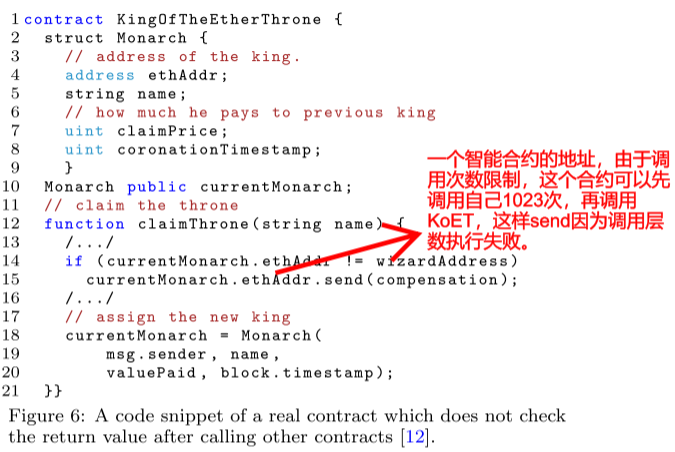 1 contract KingOfTheEtherThrone {
2 struct Monarch {
3 // address of the king.
4 address ethAddr;
5 string name;
6 // how much he pays to previous king
7 uint claimPrice;
8 uint coronationTimestamp;
9 }
10 Monarch public currentMonarch;
11 // claim the throne
12 function claimThrone(string name) {
13 /.../
14 if (currentMonarch.ethAddr != wizardAddress)
15 currentMonarch.ethAddr.send(compensation);
16 /.../
17 // assign the new king
18 currentMonarch = Monarch(
19 msg.sender, name,
20 valuePaid, block.timestamp);
21 }}
一个智能合约的地址，由于调
用次数限制，这个合约可以先
调用自己1023次，再调用
KoET，这样send因为调用层
数执行失败。
Figure 6: A code snippet of a real contract which does not check
the return value after calling other contracts [12].